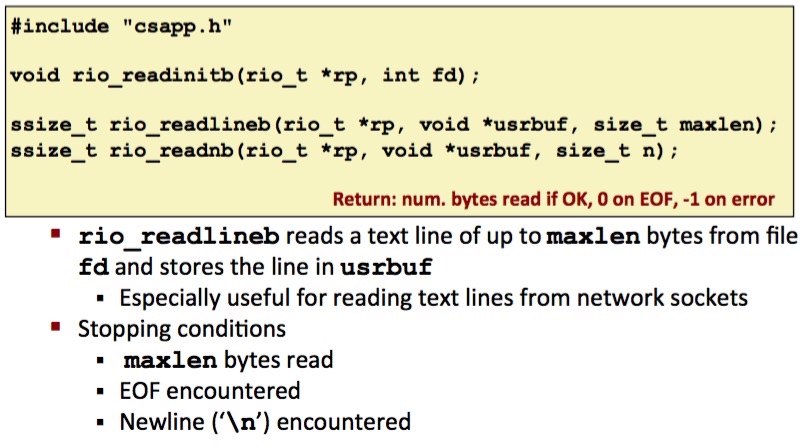 #include "csapp.h"
void rio_readinitb(rio_t *rp, int fd);
ssize_t rio_readlineb(rio_t *rp, void *usrbuf, size_t maxlen);
ssize_t rio_readnb(rio_t *rp, void *usrbuf, size_t n);
Return: num. bytes read if OK, 0 on EOF, -1 on error
▪ rio_readlineb reads a text line of up to maxlen bytes from file
fd and stores the line in usrbuf
▪ Especially useful for reading text lines from network sockets
▪ Stopping conditions
▪ maxlen bytes read
▪ EOF encountered
▪ Newline (‘\n’) encountered